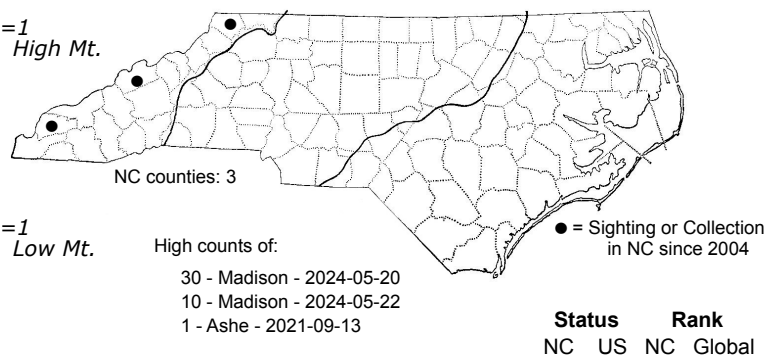 =1
High Mt.
NC counties: 3
=1
Low Mt.
High counts of:
30 - Madison - 2024-05-20
10 - Madison - 2024-05-22
1 - Ashe - 2021-09-13
● = Sighting or Collection
in NC since 2004
Status Rank
NC US NC Global